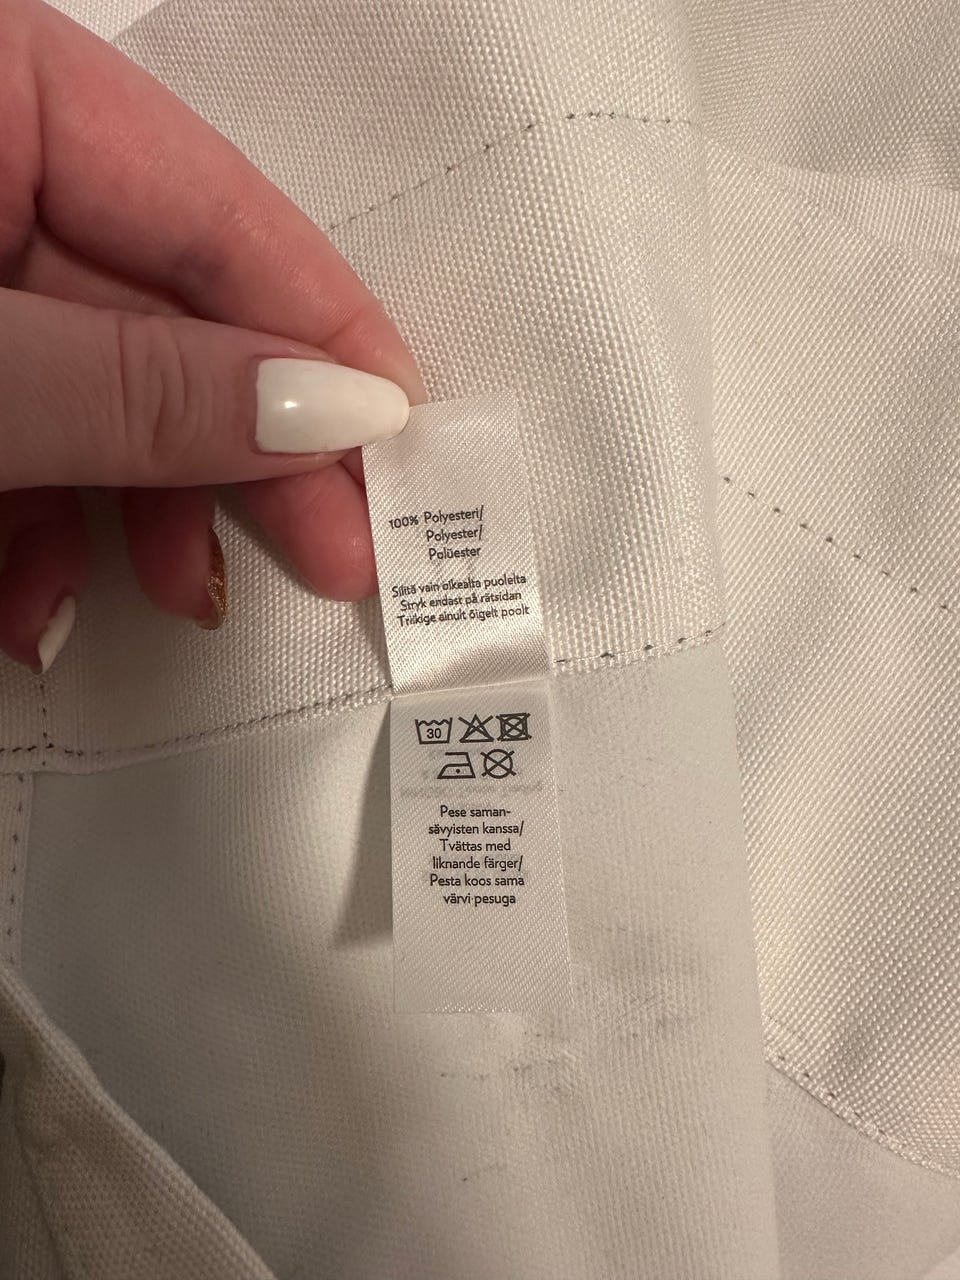 100% Polyesteri/
Polyester/
Polüester
Silitä vain oikealta puolelta
Stryk endast på rätsidan
Triikige ainult õigelt poolt
30
Pese saman-
sävyisten kanssa/
Tvättas med
liknande färger/
Pesta koos sama
värvi pesuga